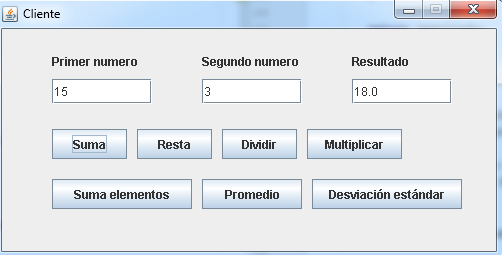 Cliente
Primer numero Segundo numero Resultado
15 3 18.0
Suma Resta Dividir Multiplicar
Suma elementos Promedio Desviación estándar